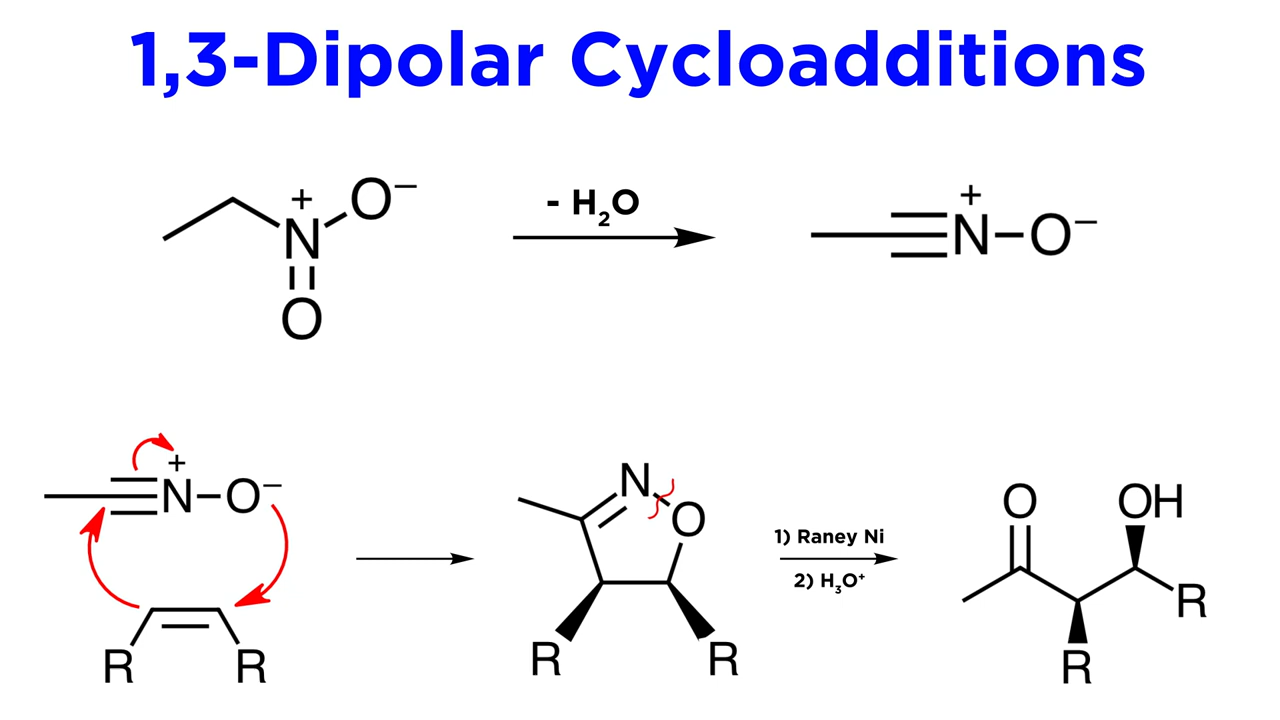 1,3-Dipolar Cycloadditions
+
N
O⁻
O
- H₂O
+
N
O⁻
+
N
O⁻
R
R
N
O
R
R
1) Raney Ni
2) H₃O⁺
O
OH
R
R